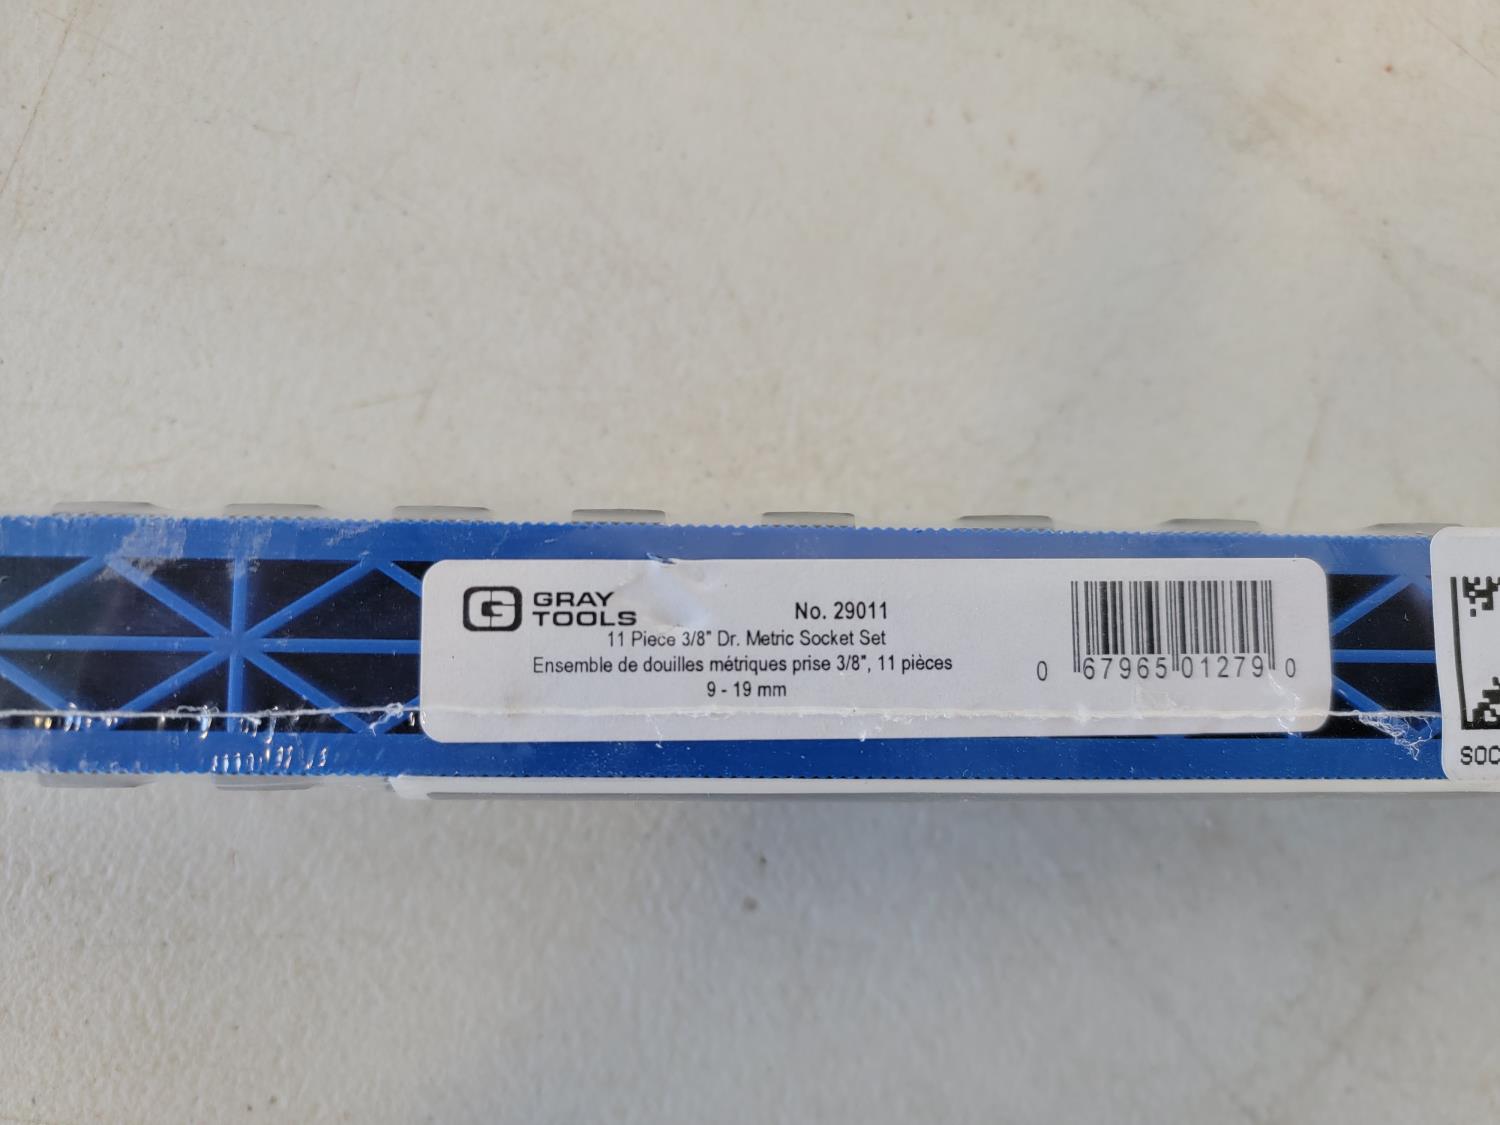 GRAY
TOOLS
No. 29011
11 Piece 3/8" Dr. Metric Socket Set
Ensemble de douilles métriques prise 3/8", 11 pièces
9 - 19 mm
0 67965 01279 0
SOC